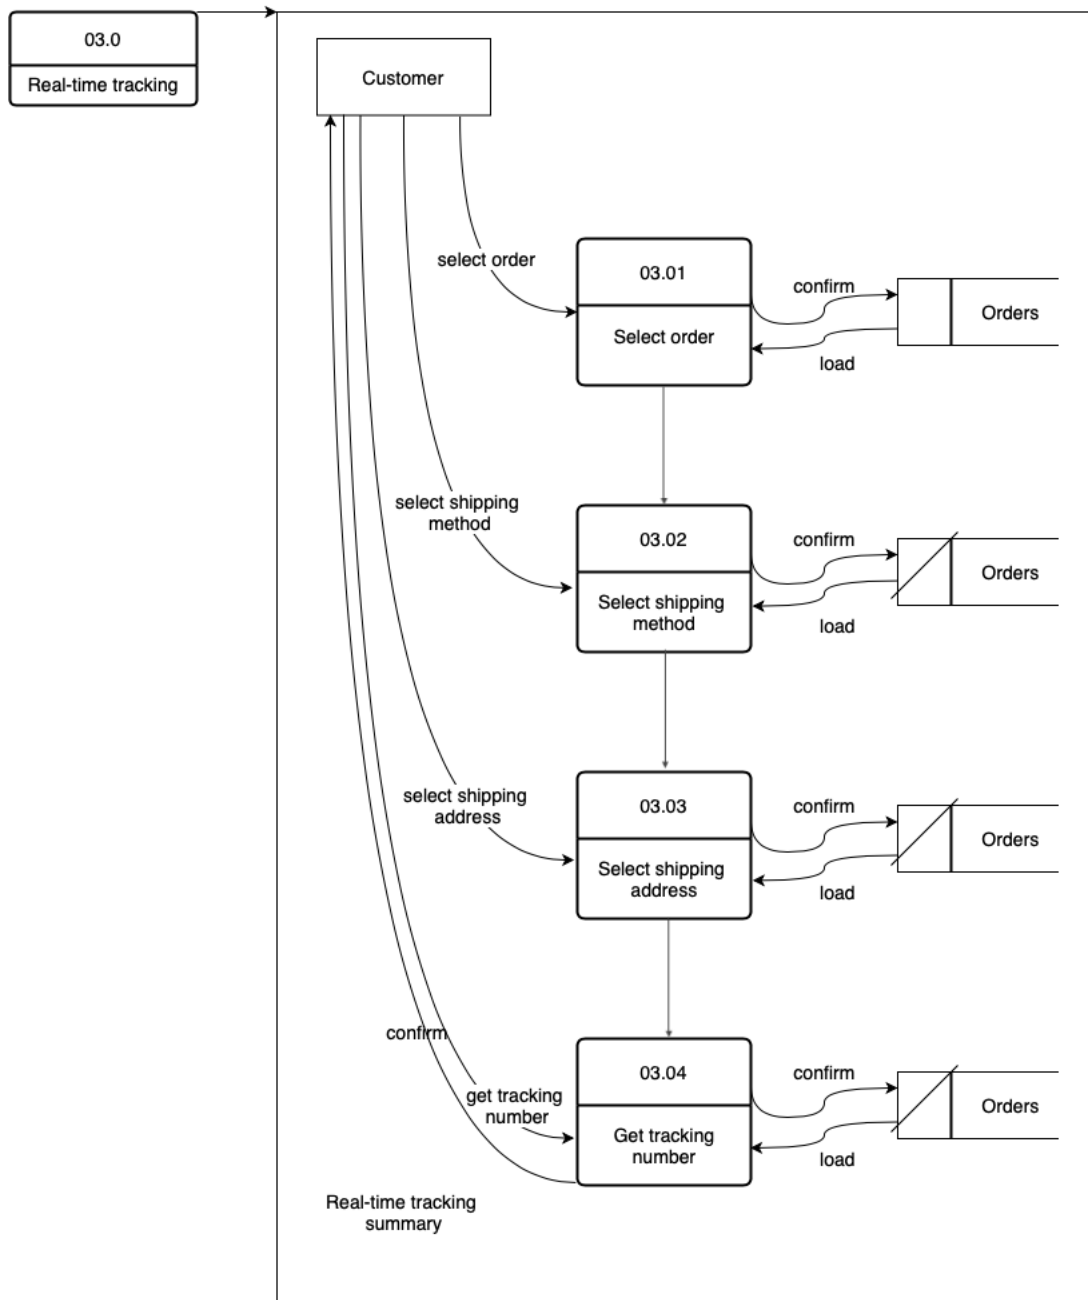 03.0
Real-time tracking
Customer
select order
03.01
Select order
confirm
load
Orders
select shipping
method
03.02
Select shipping
method
confirm
load
Orders
select shipping
address
03.03
Select shipping
address
confirm
load
Orders
confirm
get tracking
number
03.04
Get tracking
number
confirm
load
Orders
Real-time tracking
summary